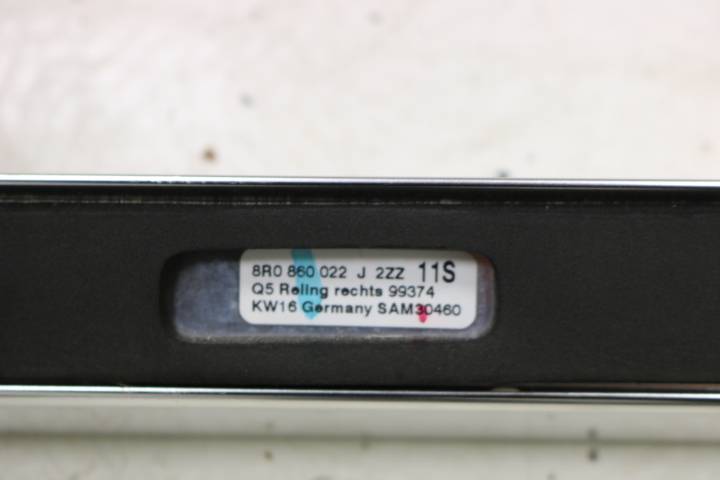 8R0 860 022 J 2ZZ 11S
Q5 Reling rechts 99374
KW16 Germany SAM30460